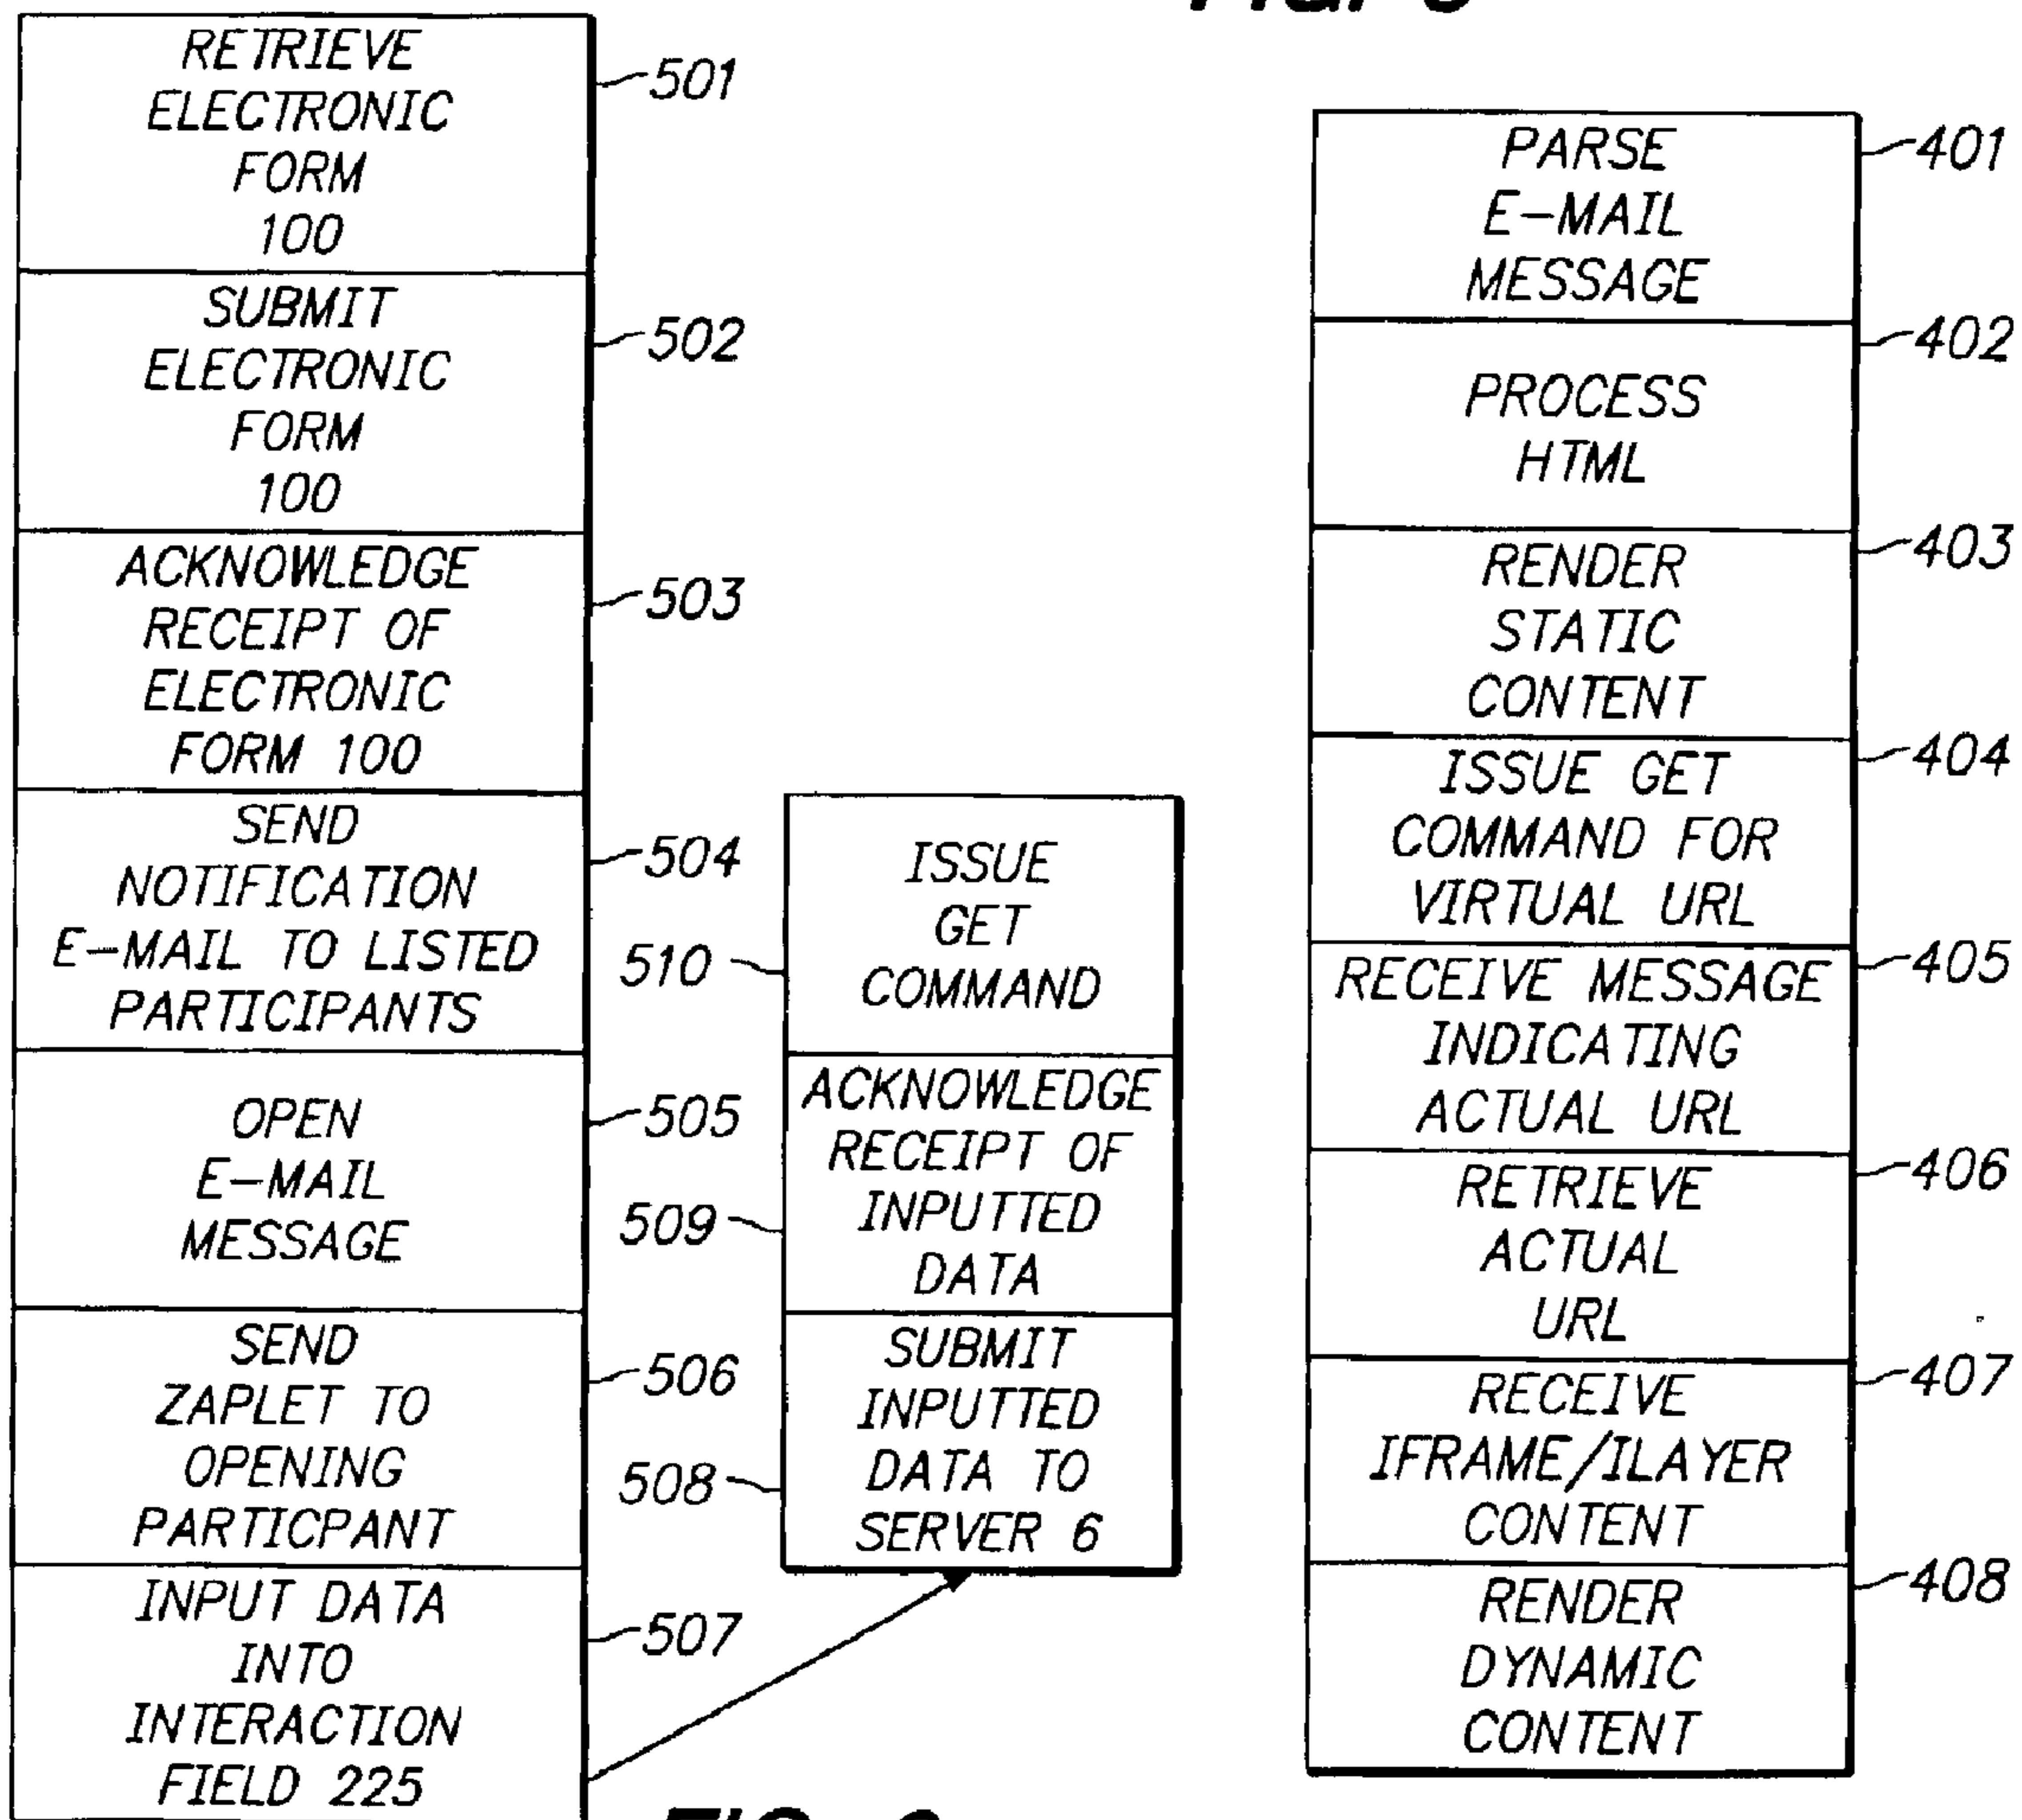 RETRIEVE
ELECTRONIC
FORM
100
501
SUBMIT
ELECTRONIC
FORM
100
502
ACKNOWLEDGE
RECEIPT OF
ELECTRONIC
FORM 100
503
SEND
NOTIFICATION
E-MAIL TO LISTED
PARTICIPANTS
504
OPEN
E-MAIL
MESSAGE
505
SEND
ZAPLET TO
OPENING
PARTICPANT
506
INPUT DATA
INTO
INTERACTION
FIELD 225
507
ISSUE
GET
COMMAND
510
ACKNOWLEDGE
RECEIPT OF
INPUTTED
DATA
509
SUBMIT
INPUTTED
DATA TO
SERVER 6
508
PARSE
E-MAIL
MESSAGE
401
PROCESS
HTML
402
RENDER
STATIC
CONTENT
403
ISSUE GET
COMMAND FOR
VIRTUAL URL
404
RECEIVE MESSAGE
INDICATING
ACTUAL URL
405
RETRIEVE
ACTUAL
URL
406
RECEIVE
IFRAME/ILAYER
CONTENT
407
RENDER
DYNAMIC
CONTENT
408